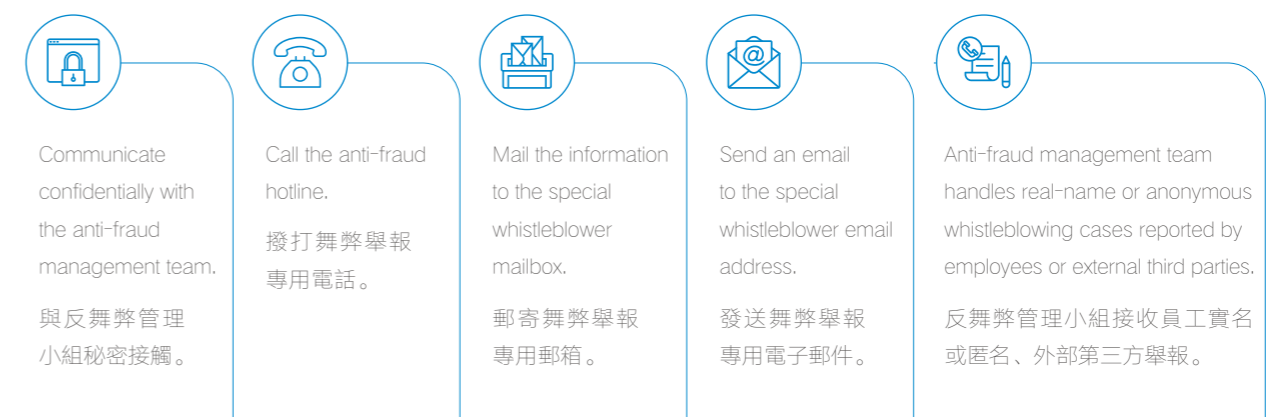 Communicate
confidentially with
the anti-fraud
management team.
與反舞弊管理
小組秘密接觸。
Call the anti-fraud
hotline.
撥打舞弊舉報
專用電話。
Mail the information
to the special
whistleblower
mailbox.
郵寄舞弊舉報
專用郵箱。
Send an email
to the special
whistleblower email
address.
發送舞弊舉報
專用電子郵件。
Anti-fraud management team
handles real-name or anonymous
whistleblowing cases reported by
employees or external third parties.
反舞弊管理小組接收員工實名
或匿名、外部第三方舉報。